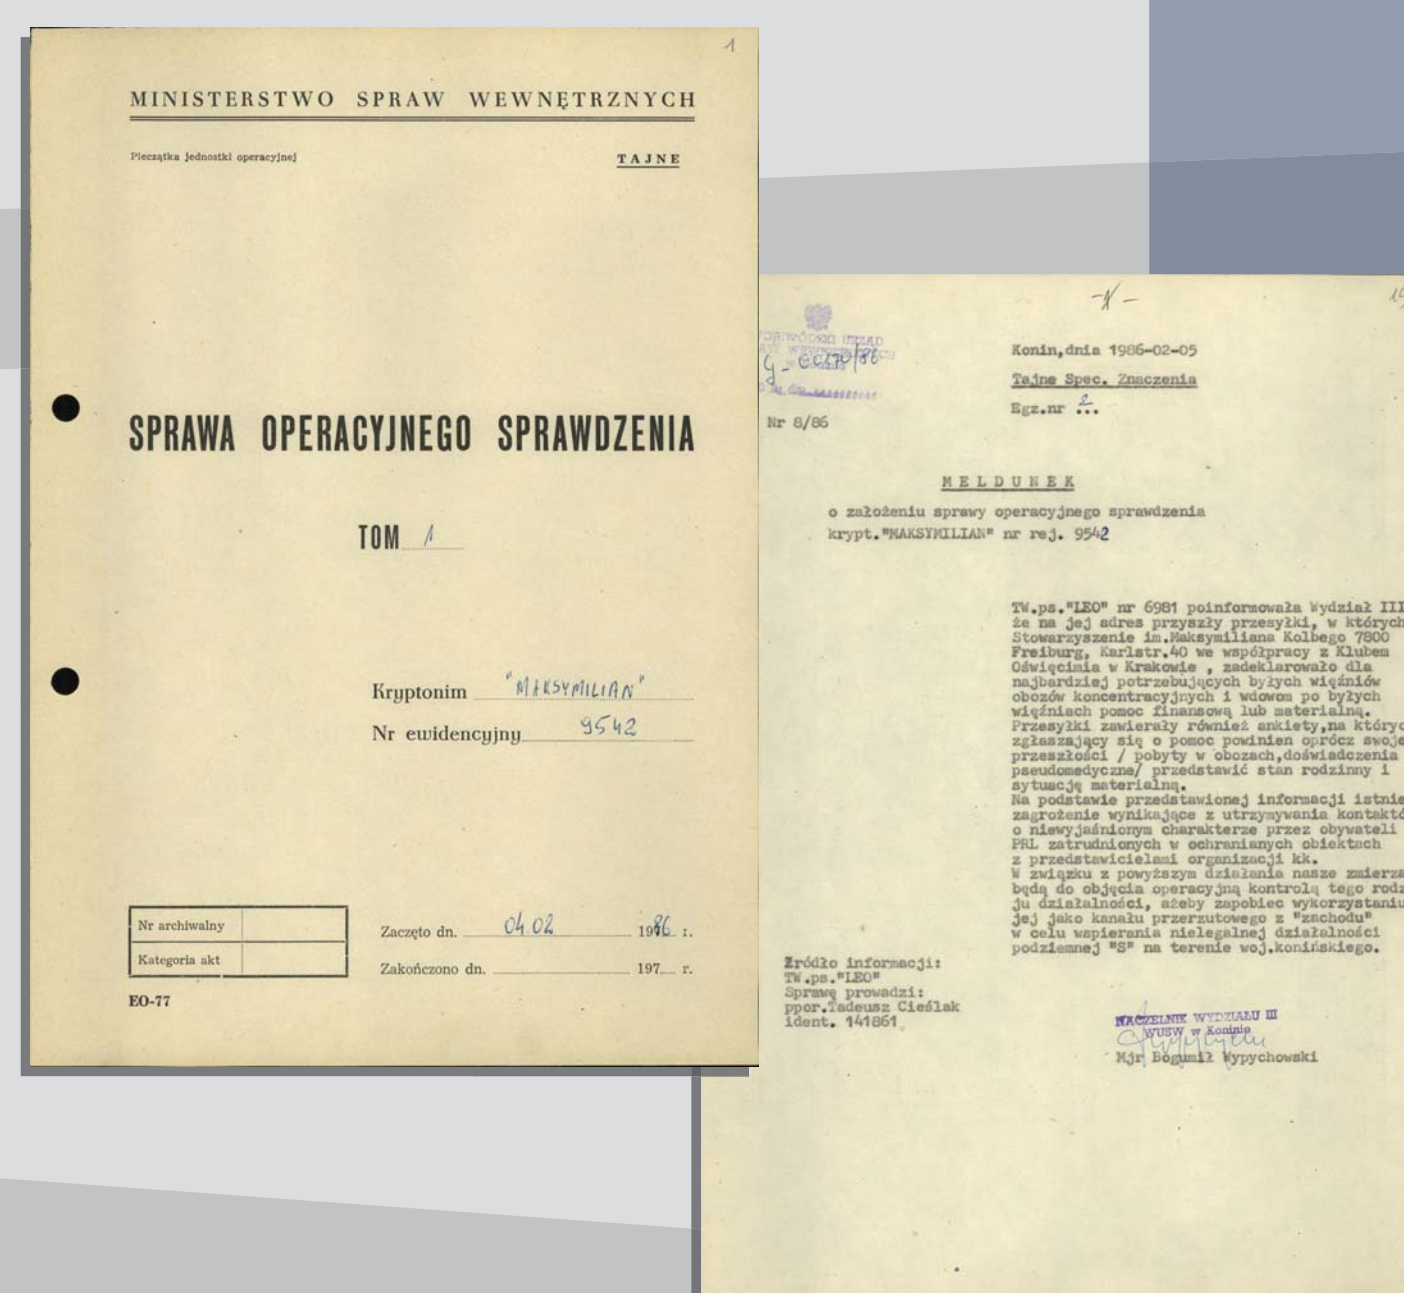 1
MINISTERSTWO SPRAW WEWNĘTRZNYCH
Pieczątka jednostki operacyjnej
TAJNE
SPRAWA OPERACYJNEGO SPRAWDZENIA
TOM 1
Kryptonim "MAKSYMILIAN"
Nr ewidencyjny 9542
Nr archiwalny
Kategoria akt
Zaczęto dn. 04.02 1986 r.
Zakończono dn. 197 r.
EO-77
Konin,dnia 1986-02-05
Tajne Spec. Znaczenia
Egz.nr 2
Nr 8/86
MELDUNEK
o założeniu sprawy operacyjnego sprawdzenia
krypt."MAKSYMILIAN" nr rej. 9542
TW.ps."LEO" nr 6981 poinformowała Wydział III
że na jej adres przyszły przesyłki, w których
Stowarzyszenie im.Maksymiliana Kolbego 7800
Freiburg, Karlstr.40 we współpracy z Klubem
Oświęcimia w Krakowie , zadeklarowało dla
najbardziej potrzebujących byłych więźniów
obozów koncentracyjnych i wdowom po byłych
więźniach pomoc finansową lub materialną.
Przesyłki zawierały również ankiety,na któryc
zgłaszający się o pomoc powinien oprócz swoje
przeszłości / pobyty w obozach,doświadczenia
pseudomedyczne/ przedstawić stan rodzinny i
sytuację materialną.
Na podstawie przedstawionej informacji istnie
zagrożenie wynikające z utrzymywania kontaktó
o niewyjaśnionym charakterze przez obywateli
PRL zatrudnionych w ochranianych obiektach
z przedstawicielami organizacji kk.
W związku z powyższym działania nasze zmierza
będą do objęcia operacyjną kontrolą tego rodz
ju działalności, ażeby zapobiec wykorzystaniu
jej jako kanału przerzutowego z "zachodu"
w celu wspierania nielegalnej działalności
podziemnej "S" na terenie woj.konińskiego.
Źródło informacji:
TW.ps."LEO"
Sprawę prowadzi:
ppor.Tadeusz Cieślak
ident. 141861
NACZELNIK WYDZIAŁU III
WUSW w Koninie
Mjr Bogumił Wypychowski